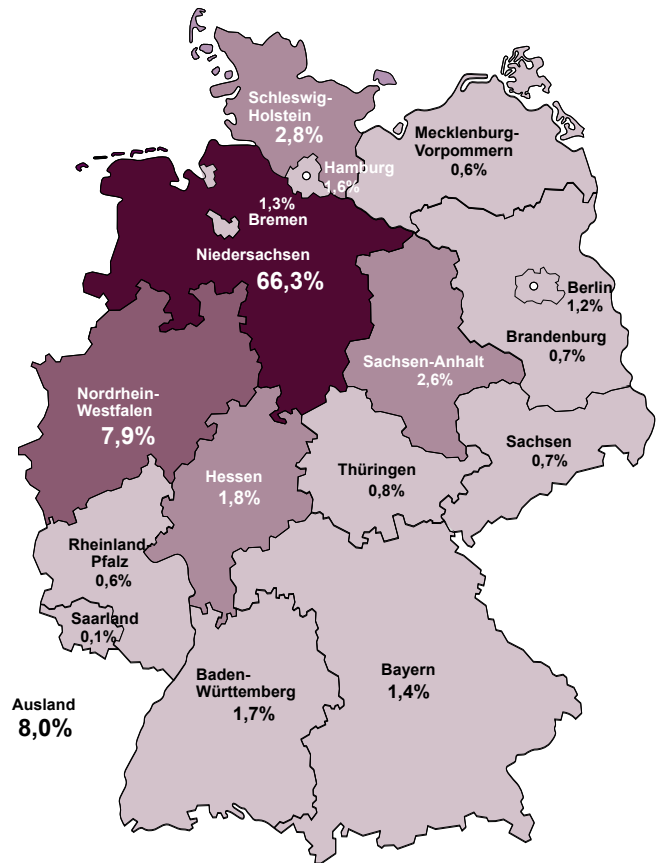 Schleswig-
Holstein
2,8%
Mecklenburg-
Vorpommern
0,6%
Hamburg
1,6%
1,3%
Bremen
Niedersachsen
66,3%
Berlin
1,2%
Brandenburg
0,7%
Sachsen-Anhalt
2,6%
Nordrhein-
Westfalen
7,9%
Sachsen
0,7%
Hessen
1,8%
Thüringen
0,8%
Rheinland-
Pfalz
0,6%
Saarland
0,1%
Baden-
Württemberg
1,7%
Bayern
1,4%
Ausland
8,0%